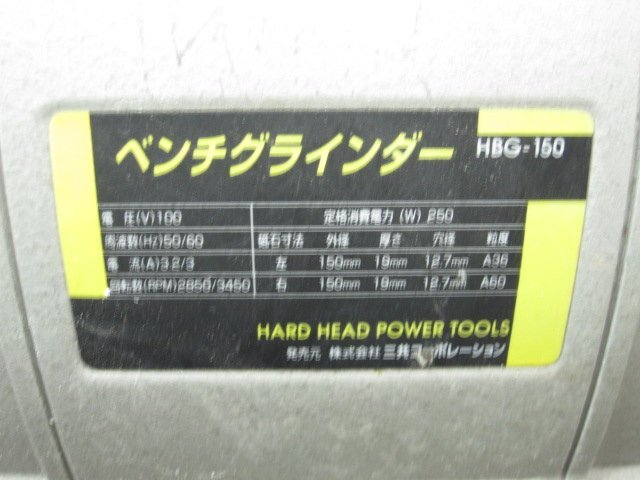 ベンチグラインダー HBG-150
電 圧(V)100 定格消費電力 (W) 250
周波数(HZ)50/60 砥石寸法 外径 厚さ 穴径 粒度
電 流(A)3.2/3 左 150mm 19mm 12.7mm A36
回転数(RPM)2850/3450 右 150mm 19mm 12.7mm A60
HARD HEAD POWER TOOLS
発売元 株式会社 三共コーポレーション